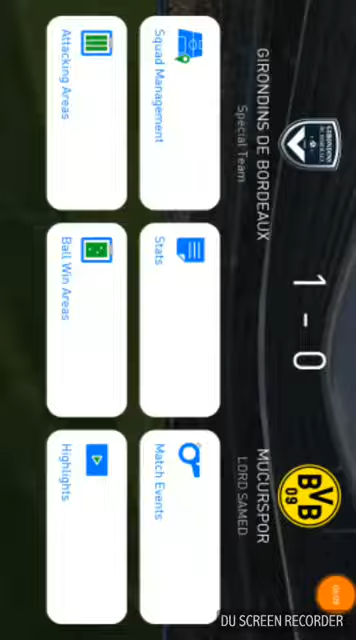 GIRONDINS DE BORDEAUX
Special Team
1 - 0
MUCURSPOR
LORD SAMED
BVB
09
Squad Management
Stats
Match Events
Attacking Areas
Ball Win Areas
Highlights
DU SCREEN RECORDER